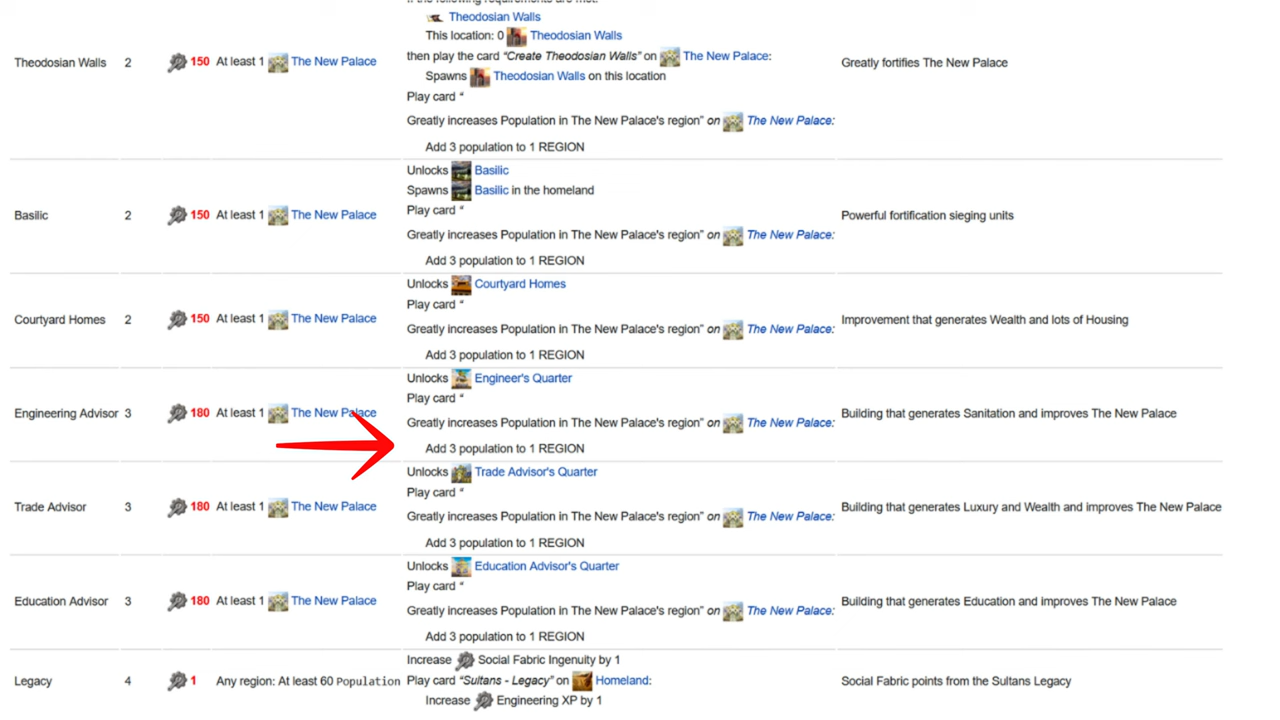 If the following requirements are met:
Theodosian Walls
This location: 0 Theodosian Walls
then play the card "Create Theodosian Walls" on The New Palace:
Theodosian Walls 2 150 At least 1 The New Palace
Greatly fortifies The New Palace
Spawns Theodosian Walls on this location
Play card "
Greatly increases Population in The New Palace's region" on The New Palace:
Add 3 population to 1 REGION
Unlocks Basilic
Spawns Basilic in the homeland
Play card "
Basilic 2 150 At least 1 The New Palace
Powerful fortification sieging units
Greatly increases Population in The New Palace's region" on The New Palace:
Add 3 population to 1 REGION
Unlocks Courtyard Homes
Play card "
Courtyard Homes 2 150 At least 1 The New Palace
Improvement that generates Wealth and lots of Housing
Greatly increases Population in The New Palace's region" on The New Palace:
Add 3 population to 1 REGION
Unlocks Engineer's Quarter
Play card "
Engineering Advisor 3 180 At least 1 The New Palace
Building that generates Sanitation and improves The New Palace
Greatly increases Population in The New Palace's region" on The New Palace:
Add 3 population to 1 REGION
Unlocks Trade Advisor's Quarter
Play card "
Trade Advisor 3 180 At least 1 The New Palace
Building that generates Luxury and Wealth and improves The New Palace
Greatly increases Population in The New Palace's region" on The New Palace:
Add 3 population to 1 REGION
Unlocks Education Advisor's Quarter
Play card "
Education Advisor 3 180 At least 1 The New Palace
Building that generates Education and improves The New Palace
Greatly increases Population in The New Palace's region" on The New Palace:
Add 3 population to 1 REGION
Increase Social Fabric Ingenuity by 1
Legacy 4 1 Any region: At least 60 Population Play card "Sultans - Legacy" on Homeland:
Social Fabric points from the Sultans Legacy
Increase Engineering XP by 1